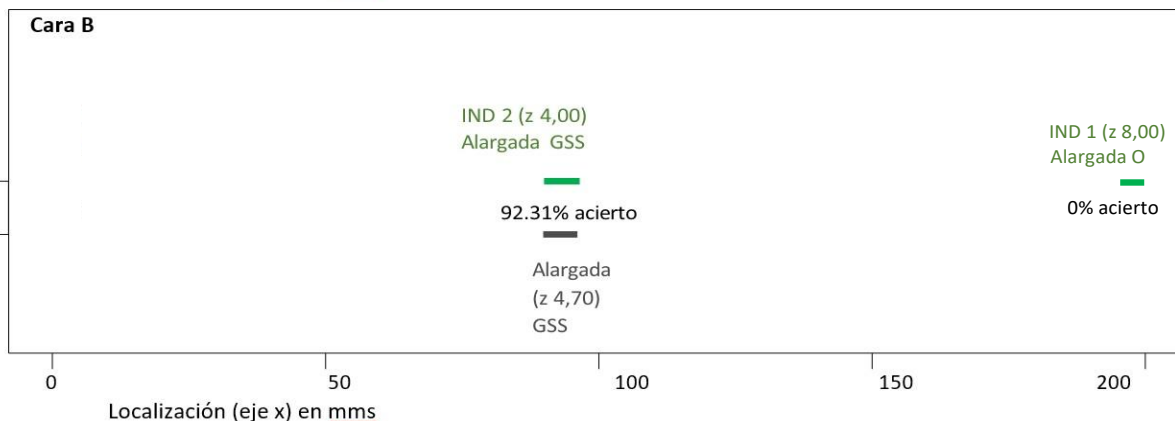 Cara B
IND 2 (z 4,00)
Alargada GSS
IND 1 (z 8,00)
Alargada O
92.31% acierto
0% acierto
Alargada
(z 4,70)
GSS
0 50 100 150 200
Localización (eje x) en mms